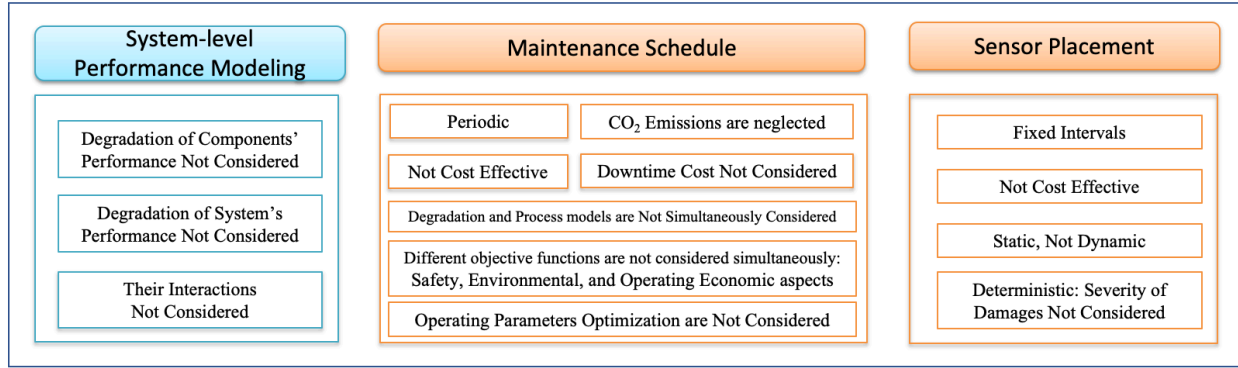 System-level
Performance Modeling
Degradation of Components’
Performance Not Considered
Degradation of System’s
Performance Not Considered
Their Interactions
Not Considered
Maintenance Schedule
Periodic
CO₂ Emissions are neglected
Not Cost Effective
Downtime Cost Not Considered
Degradation and Process models are Not Simultaneously Considered
Different objective functions are not considered simultaneously:
Safety, Environmental, and Operating Economic aspects
Operating Parameters Optimization are Not Considered
Sensor Placement
Fixed Intervals
Not Cost Effective
Static, Not Dynamic
Deterministic: Severity of
Damages Not Considered